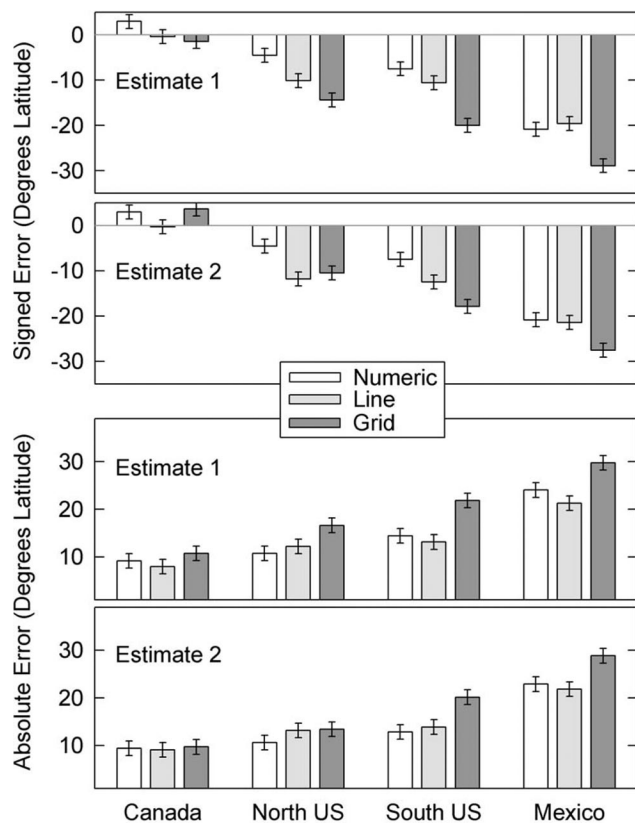 Signed Error (Degrees Latitude)
0
-10
-20
-30
Estimate 1
0
-10
-20
-30
Estimate 2
Numeric
Line
Grid
Absolute Error (Degrees Latitude)
30
20
10
Estimate 1
30
20
10
Estimate 2
Canada North US South US Mexico